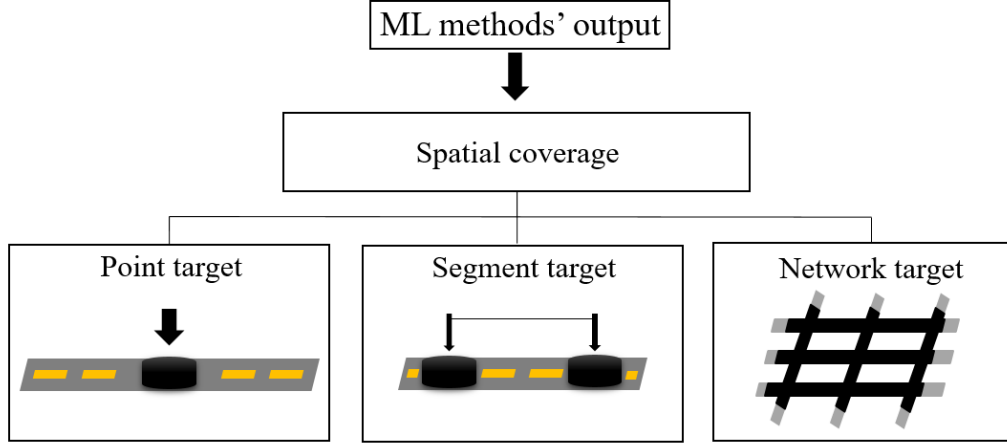 ML methods’ output
Spatial coverage
Point target
Segment target
Network target